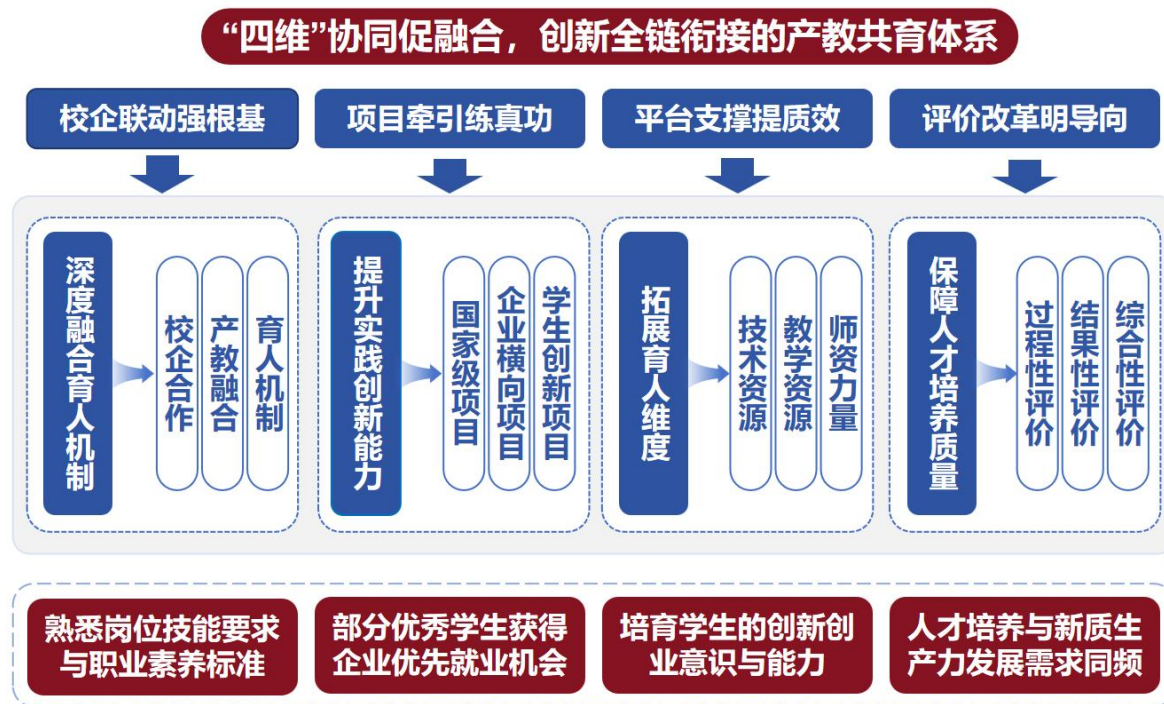 “四维”协同促融合，创新全链衔接的产教共育体系
校企联动强根基
项目牵引练真功
平台支撑提质效
评价改革明导向
深度融合育人机制
校企合作
产教融合
育人机制
提升实践创新能力
国家级项目
企业横向项目
学生创新项目
拓展育人维度
技术资源
教学资源
师资力量
保障人才培养质量
过程性评价
结果性评价
综合性评价
熟悉岗位技能要求
与职业素养标准
部分优秀学生获得
企业优先就业机会
培育学生的创新创
业意识与能力
人才培养与新质生
产力发展需求同频